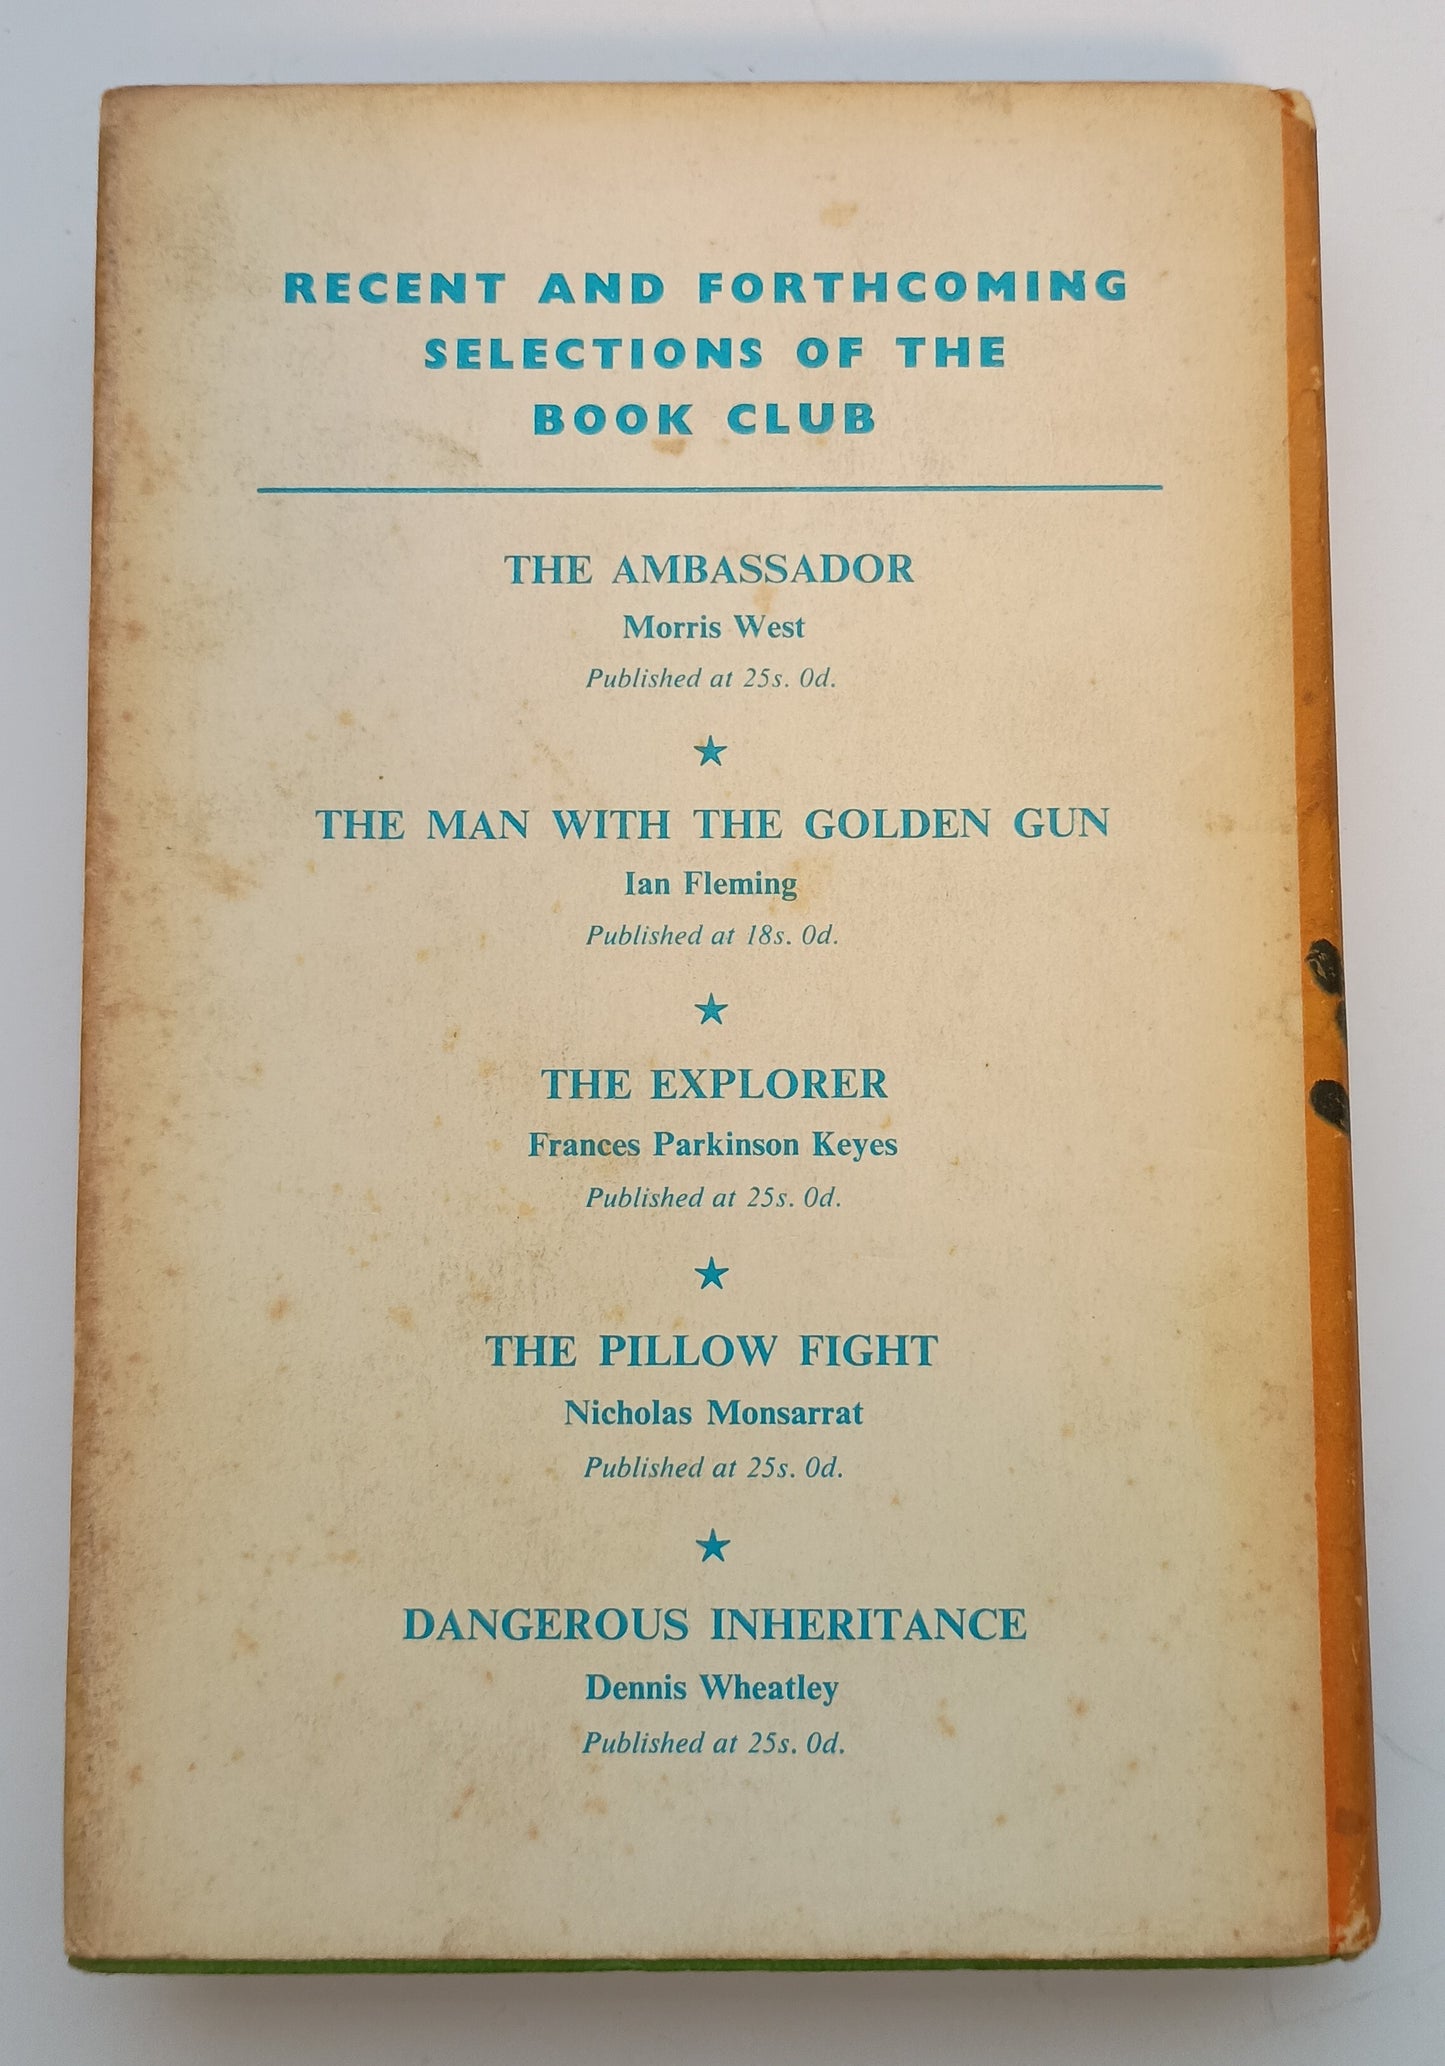 RECENT AND FORTHCOMING
SELECTIONS OF THE
BOOK CLUB
THE AMBASSADOR
Morris West
Published at 25s. 0d.
THE MAN WITH THE GOLDEN GUN
Ian Fleming
Published at 18s. 0d.
THE EXPLORER
Frances Parkinson Keyes
Published at 25s. 0d.
THE PILLOW FIGHT
Nicholas Monsarrat
Published at 25s. 0d.
DANGEROUS INHERITANCE
Dennis Wheatley
Published at 25s. 0d.